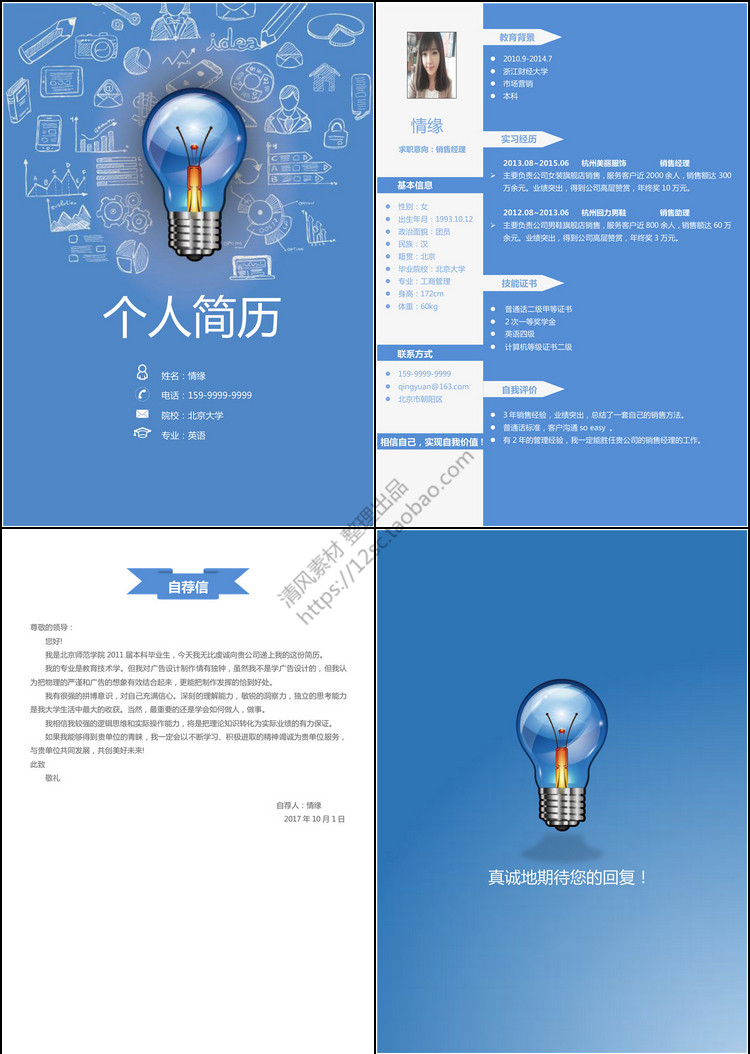 idea
个人简历
姓名：情缘
电话：159-9999-9999
院校：北京大学
专业：英语
情缘
求职意向：销售经理
基本信息
性别：女
出生年月：1993.10.12
政治面貌：团员
民族：汉
籍贯：北京
毕业院校：北京大学
专业：工商管理
身高：172cm
体重：60kg
联系方式
159-9999-9999
qingyuan@163.com
北京市朝阳区
相信自己，实现自我价值！
教育背景
2010.9-2014.7
浙江财经大学
市场营销
本科
实习经历
2013.08~2015.06 杭州美丽服饰 销售经理
主要负责公司女装旗舰店销售，服务客户近 2000 余人，销售额达 300
万余元。业绩突出，得到公司高层赞赏，年终奖 10 万元。
2012.08~2013.06 杭州回力男鞋 销售助理
主要负责公司男鞋旗舰店销售，服务客户近 800 余人，销售额达 60 万
余元。业绩突出，得到公司高层赞赏，年终奖 3 万元。
技能证书
普通话二级甲等证书
2 次一等奖学金
英语四级
计算机等级证书二级
自我评价
3 年销售经验，业绩突出，总结了一套自己的销售方法。
普通话标准，客户沟通 so easy 。
有 2 年的管理经验，我一定能胜任贵公司的销售经理的工作。
清风素材 整理出品
https://12sc.taobao.com
自荐信
尊敬的领导：
您好!
我是北京师范学院 2011 届本科毕业生，今天我无比虔诚向贵公司递上我的这份简历。
我的专业是教育技术学。但我对广告设计制作情有独钟，虽然我不是学广告设计的，但我认
为把物理的严谨和广告的想象有效结合起来，更能把制作发挥的恰到好处。
我有很强的拼搏意识，对自己充满信心。深刻的理解能力，敏锐的洞察力，独立的思考能力
是我大学生活中最大的收获。当然，最重要的还是学会如何做人，做事。
我相信我较强的逻辑思维和实际操作能力，将是把理论知识转化为实际业绩的有力保证。
如果我能够得到贵单位的青睐，我一定会以不断学习、积极进取的精神竭诚为贵单位服务，
与贵单位共同发展，共创美好未来!
此致
敬礼
自荐人：情缘
2017 年 10 月 1 日
真诚地期待您的回复！